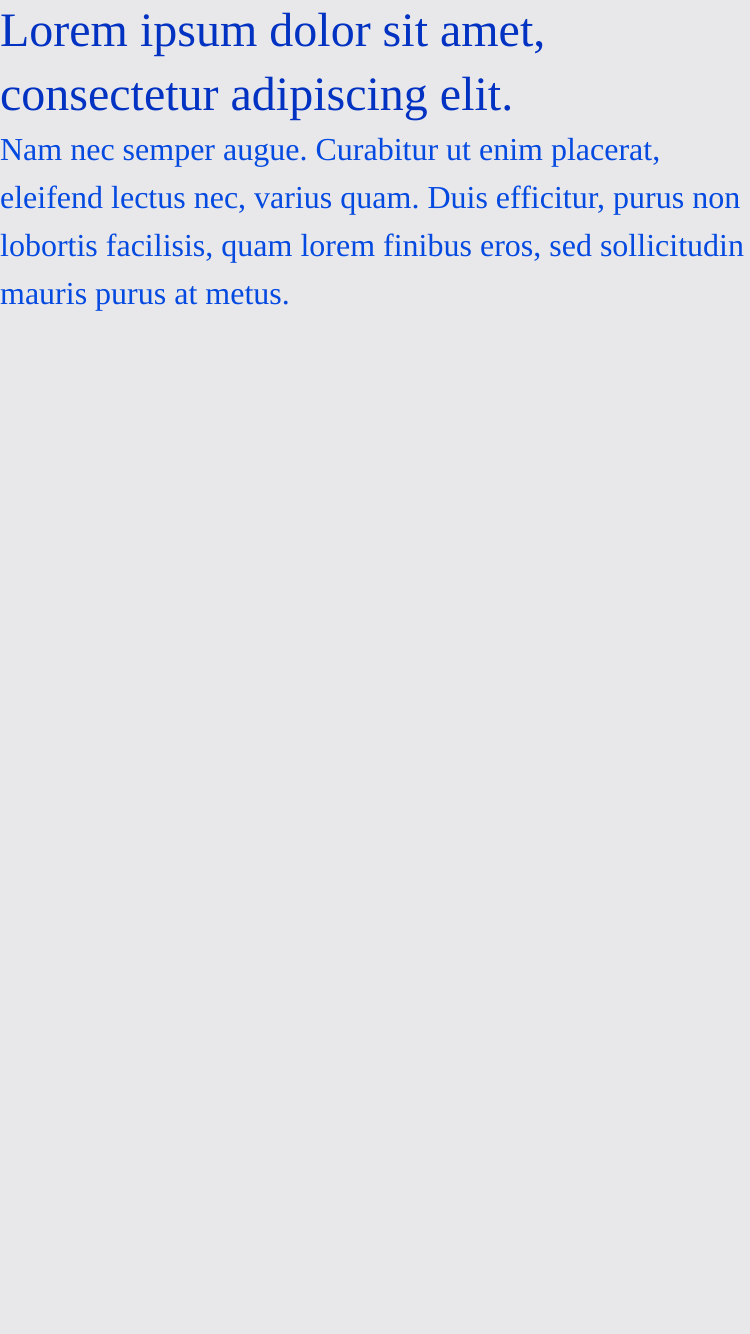 Lorem ipsum dolor sit amet,
consectetur adipiscing elit.
Nam nec semper augue. Curabitur ut enim placerat,
eleifend lectus nec, varius quam. Duis efficitur, purus non
lobortis facilisis, quam lorem finibus eros, sed sollicitudin
mauris purus at metus.